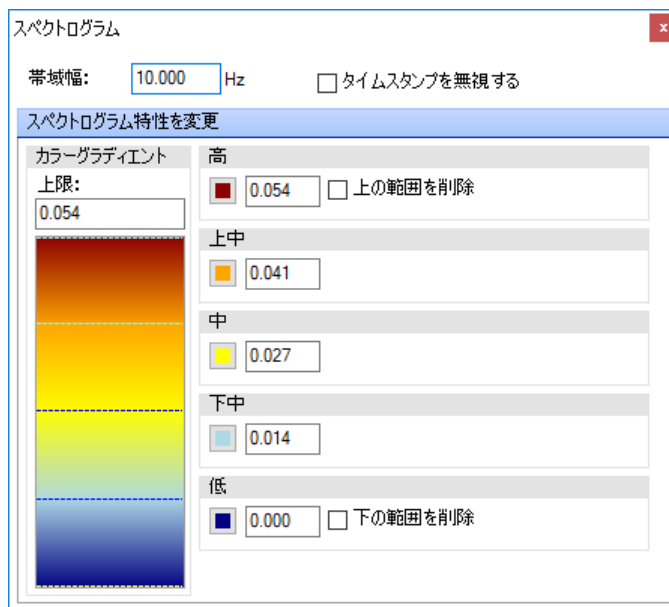 スペクトログラム
x
帯域幅: 10.000 Hz タイムスタンプを無視する
スペクトログラム特性を変更
カラーグラディエント
上限:
0.054
高
0.054 上の範囲を削除
上中
0.041
中
0.027
下中
0.014
低
0.000 下の範囲を削除